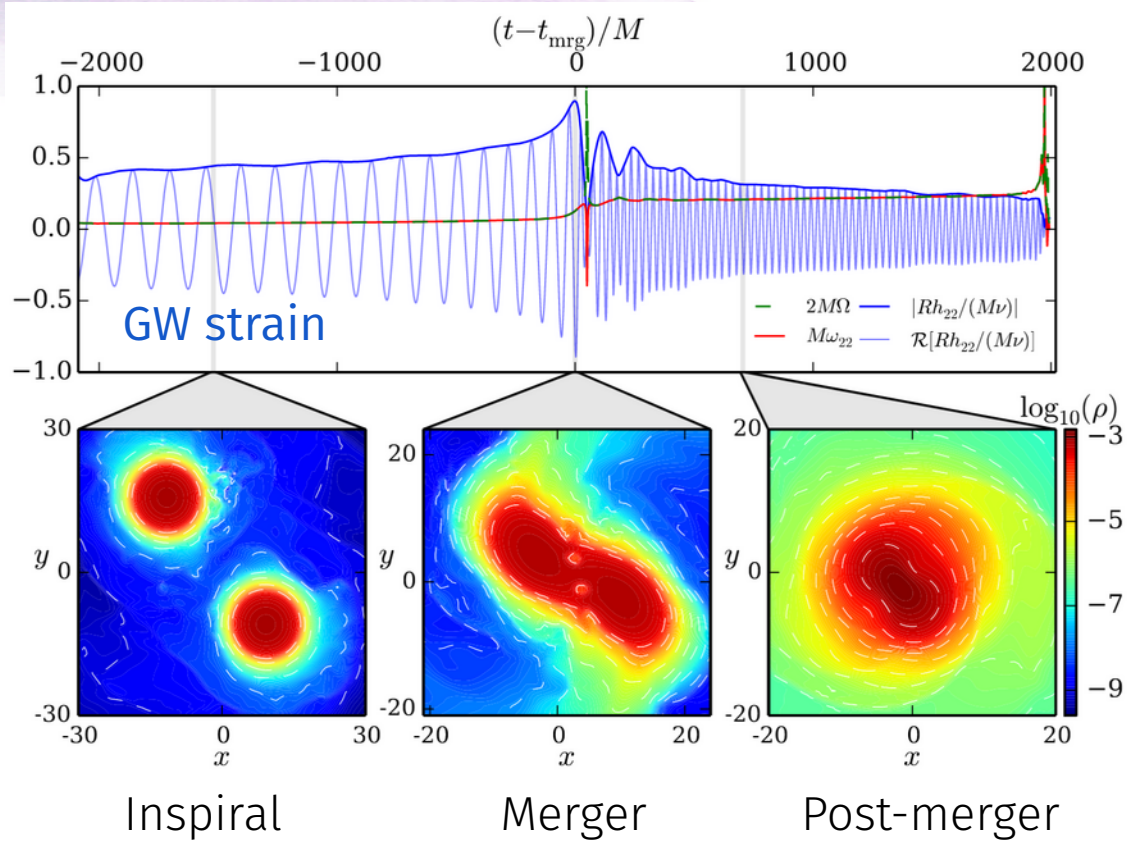 (t−t_mrg)/M
−2000 −1000 0 1000 2000
1.0
0.5
0.0
−0.5
−1.0
GW strain
2MΩ |Rh₂₂/(Mν)|
Mω₂₂ ℛ[Rh₂₂/(Mν)]
log₁₀(ρ)
30
y 0
-30
-30 0 30
x
20
y 0
-20
-20 0 20
x
20
y 0
-20
-20 0 20
x
−3
−5
−7
−9
Inspiral Merger Post-merger